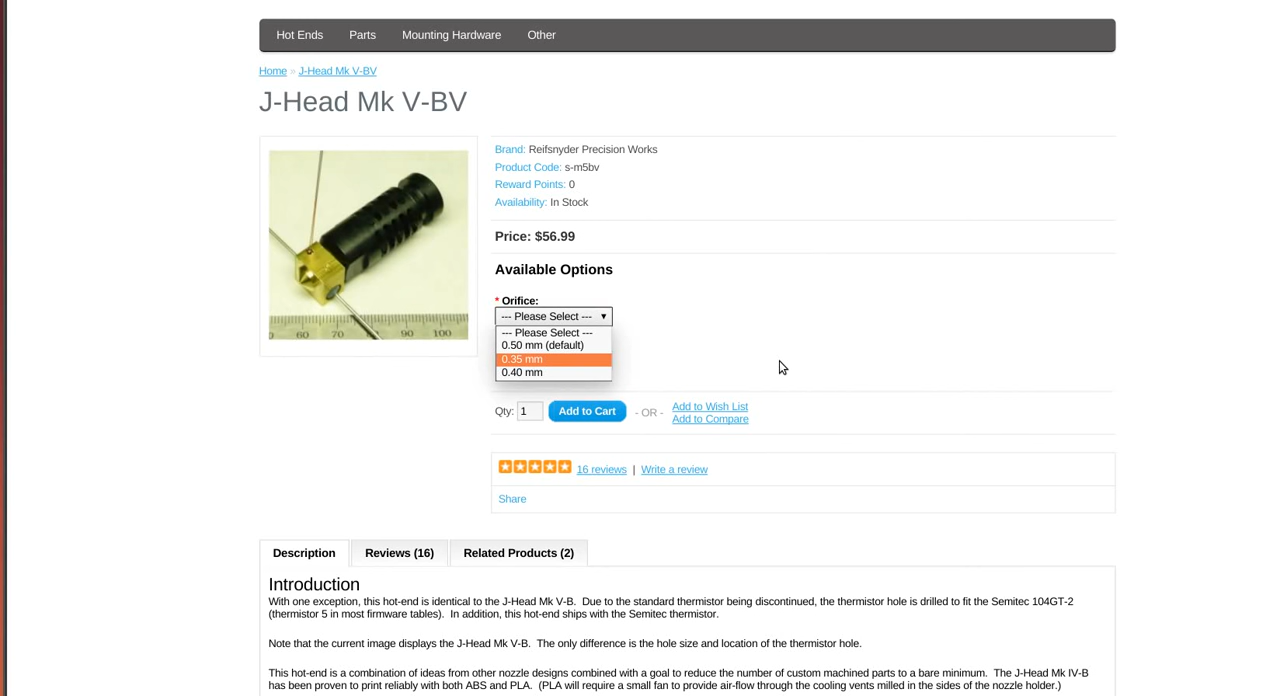 Hot Ends Parts Mounting Hardware Other
Home » J-Head Mk V-BV
J-Head Mk V-BV
Brand: Reifsnyder Precision Works
Product Code: s-m5bv
Reward Points: 0
Availability: In Stock
Price: $56.99
Available Options
* Orifice:
--- Please Select ---
--- Please Select ---
0.50 mm (default)
0.35 mm
0.40 mm
60 70 90 100
Qty: 1 Add to Cart - OR - Add to Wish List
Add to Compare
16 reviews | Write a review
Share
Description Reviews (16) Related Products (2)
Introduction
With one exception, this hot-end is identical to the J-Head Mk V-B.  Due to the standard thermistor being discontinued, the thermistor hole is drilled to fit the Semitec 104GT-2
(thermistor 5 in most firmware tables).  In addition, this hot-end ships with the Semitec thermistor.
Note that the current image displays the J-Head Mk V-B.  The only difference is the hole size and location of the thermistor hole.
This hot-end is a combination of ideas from other nozzle designs combined with a goal to reduce the number of custom machined parts to a bare minimum.  The J-Head Mk IV-B
has been proven to print reliably with both ABS and PLA.  (PLA will require a small fan to provide air-flow through the cooling vents milled in the sides of the nozzle holder.)